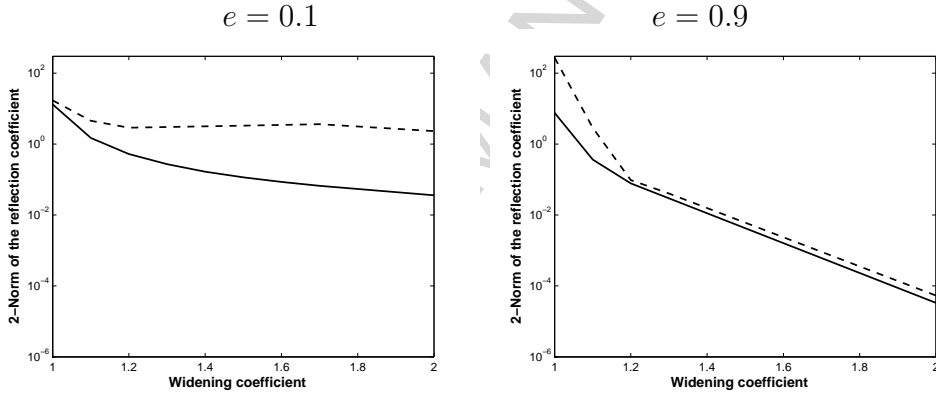 e = 0.1
e = 0.9
2−Norm of the reflection coefficient
10^2
10^0
10^−2
10^−4
10^−6
1 1.2 1.4 1.6 1.8 2
Widening coefficient
2−Norm of the reflection coefficient
10^2
10^0
10^−2
10^−4
10^−6
1 1.2 1.4 1.6 1.8 2
Widening coefficient